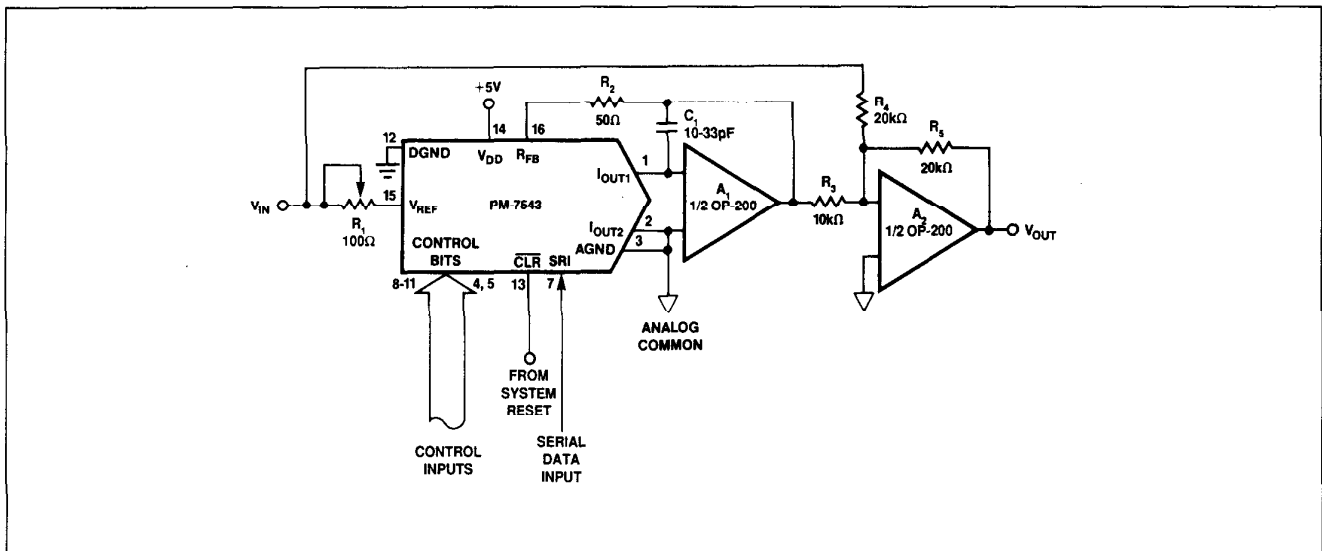 +5V
R2
50Ω
C1
10-33pF
R4
20kΩ
R5
20kΩ
12
14
16
DGND
VDD
RFB
1
IOUT1
A1
1/2 OP-200
R3
10kΩ
A2
1/2 OP-200
VOUT
VIN
15
VREF
PM-7543
R1
100Ω
2
IOUT2
3
AGND
CONTROL
BITS
CLR
SRI
8-11
4, 5
13
7
ANALOG
COMMON
FROM
SYSTEM
RESET
CONTROL
INPUTS
SERIAL
DATA
INPUT